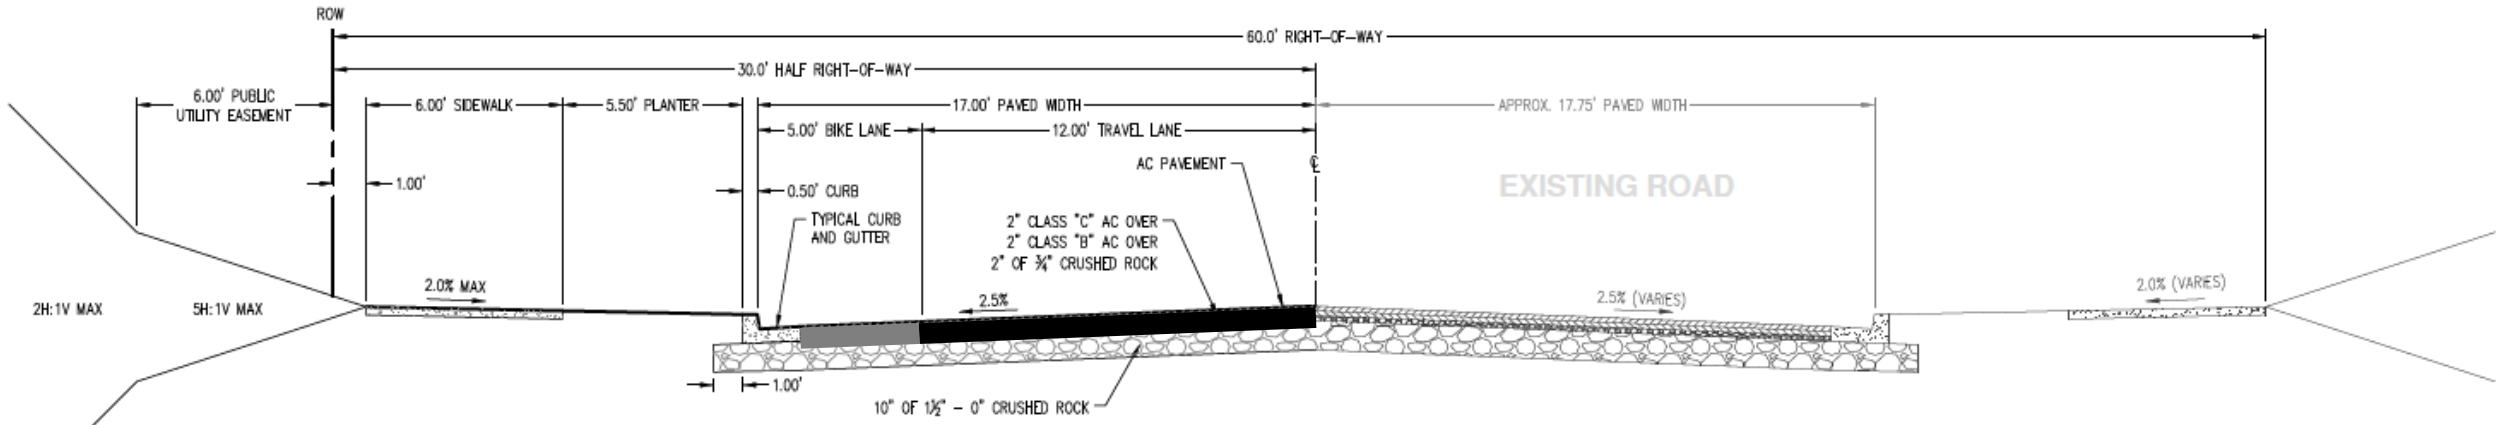 ROW
60.0' RIGHT-OF-WAY
30.0' HALF RIGHT-OF-WAY
6.00' PUBLIC
UTILITY EASEMENT
6.00' SIDEWALK
5.50' PLANTER
17.00' PAVED WIDTH
APPROX. 17.75' PAVED WIDTH
5.00' BIKE LANE
12.00' TRAVEL LANE
AC PAVEMENT
℄
1.00'
0.50' CURB
EXISTING ROAD
TYPICAL CURB
AND GUTTER
2" CLASS "C" AC OVER
2" CLASS "B" AC OVER
2" OF ¾" CRUSHED ROCK
2H:1V MAX
5H:1V MAX
2.0% MAX
2.5%
2.5% (VARIES)
2.0% (VARIES)
1.00'
10" OF 1½" - 0" CRUSHED ROCK